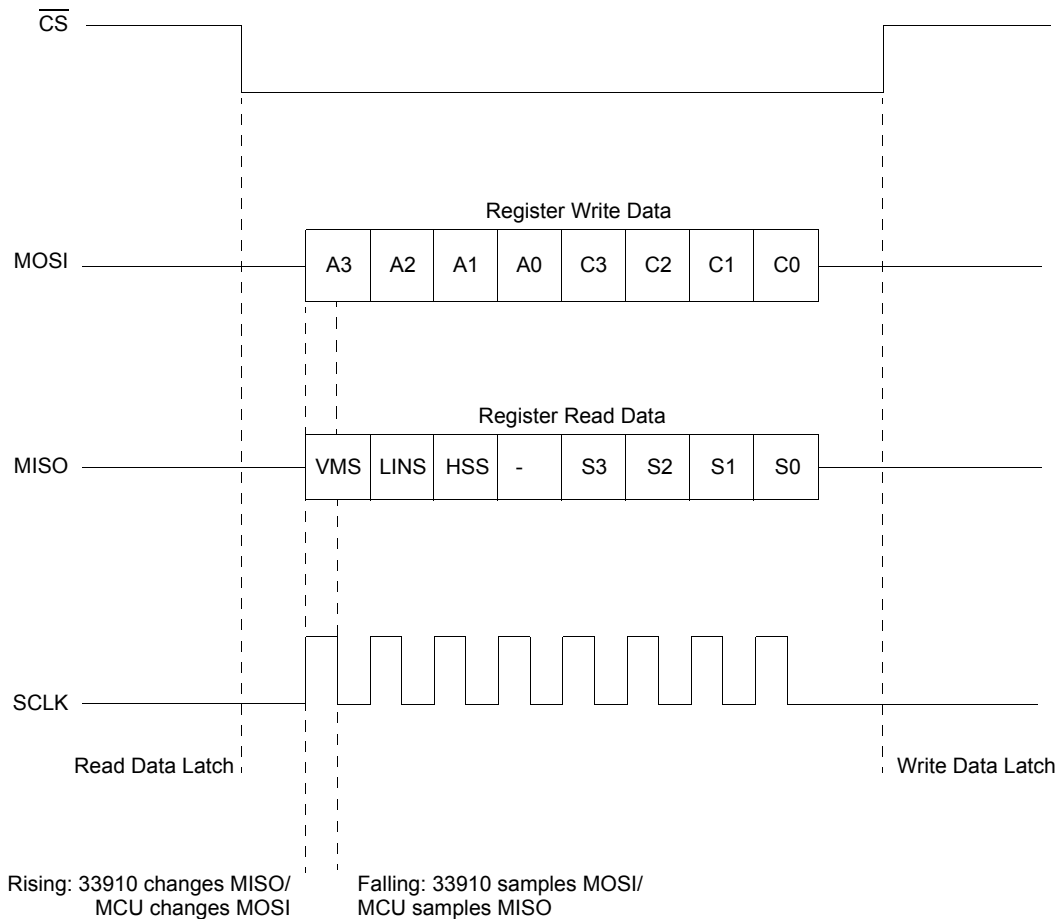 CS
Register Write Data
MOSI
A3 A2 A1 A0 C3 C2 C1 C0
Register Read Data
MISO
VMS LINS HSS - S3 S2 S1 S0
SCLK
Read Data Latch
Write Data Latch
Rising: 33910 changes MISO/
MCU changes MOSI
Falling: 33910 samples MOSI/
MCU samples MISO